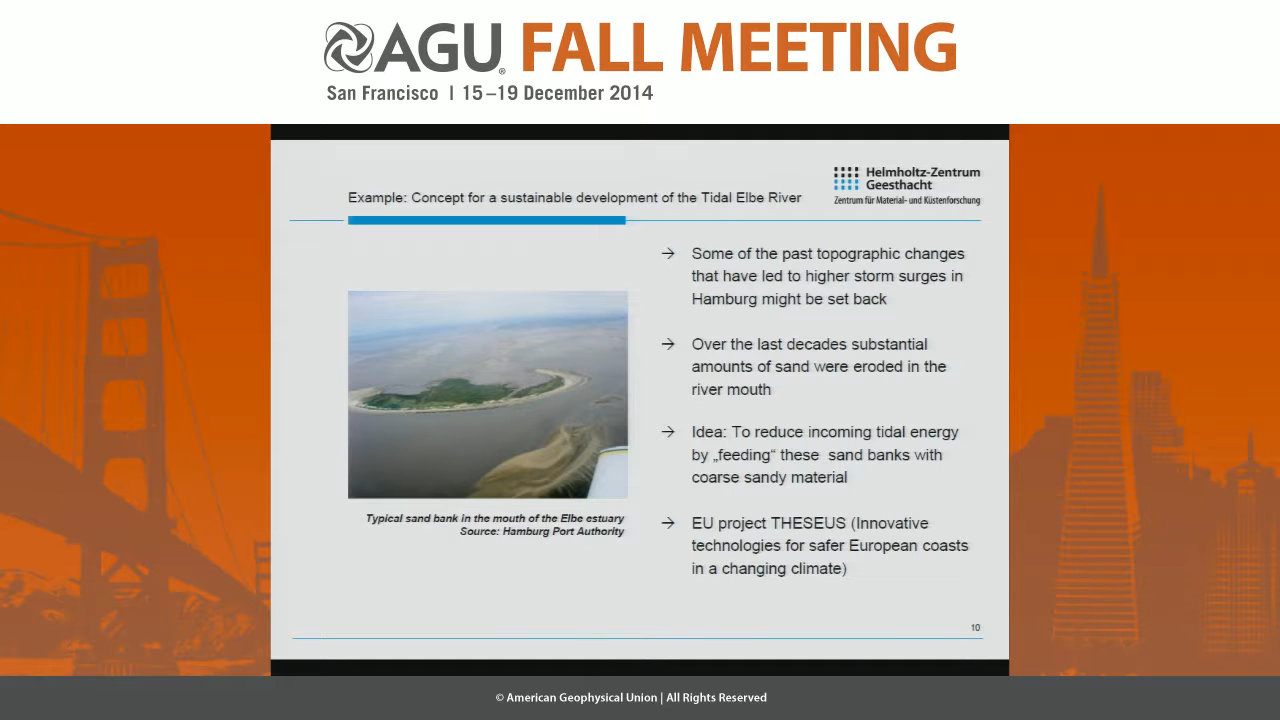 AGU® FALL MEETING
San Francisco | 15–19 December 2014
Helmholtz-Zentrum
Geesthacht
Zentrum für Material- und Küstenforschung
Example: Concept for a sustainable development of the Tidal Elbe River
→ Some of the past topographic changes
that have led to higher storm surges in
Hamburg might be set back
→ Over the last decades substantial
amounts of sand were eroded in the
river mouth
→ Idea: To reduce incoming tidal energy
by „feeding“ these sand banks with
coarse sandy material
→ EU project THESEUS (Innovative
technologies for safer European coasts
in a changing climate)
Typical sand bank in the mouth of the Elbe estuary
Source: Hamburg Port Authority
10
© American Geophysical Union | All Rights Reserved